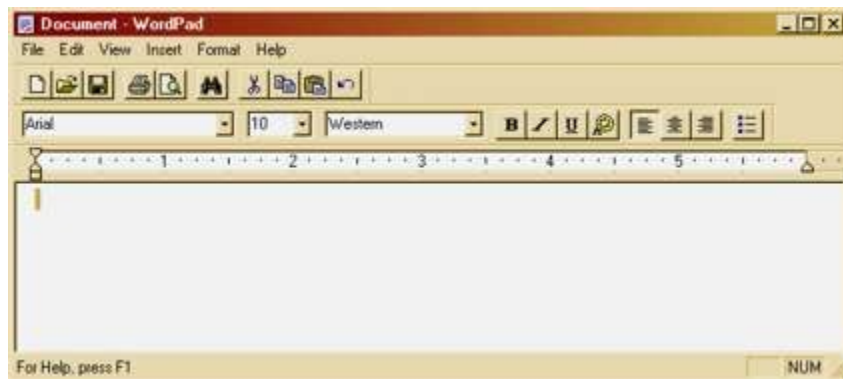 Document - WordPad
File Edit View Insert Format Help
Arial 10 Western B I U
1 2 3 4 5
For Help, press F1 NUM